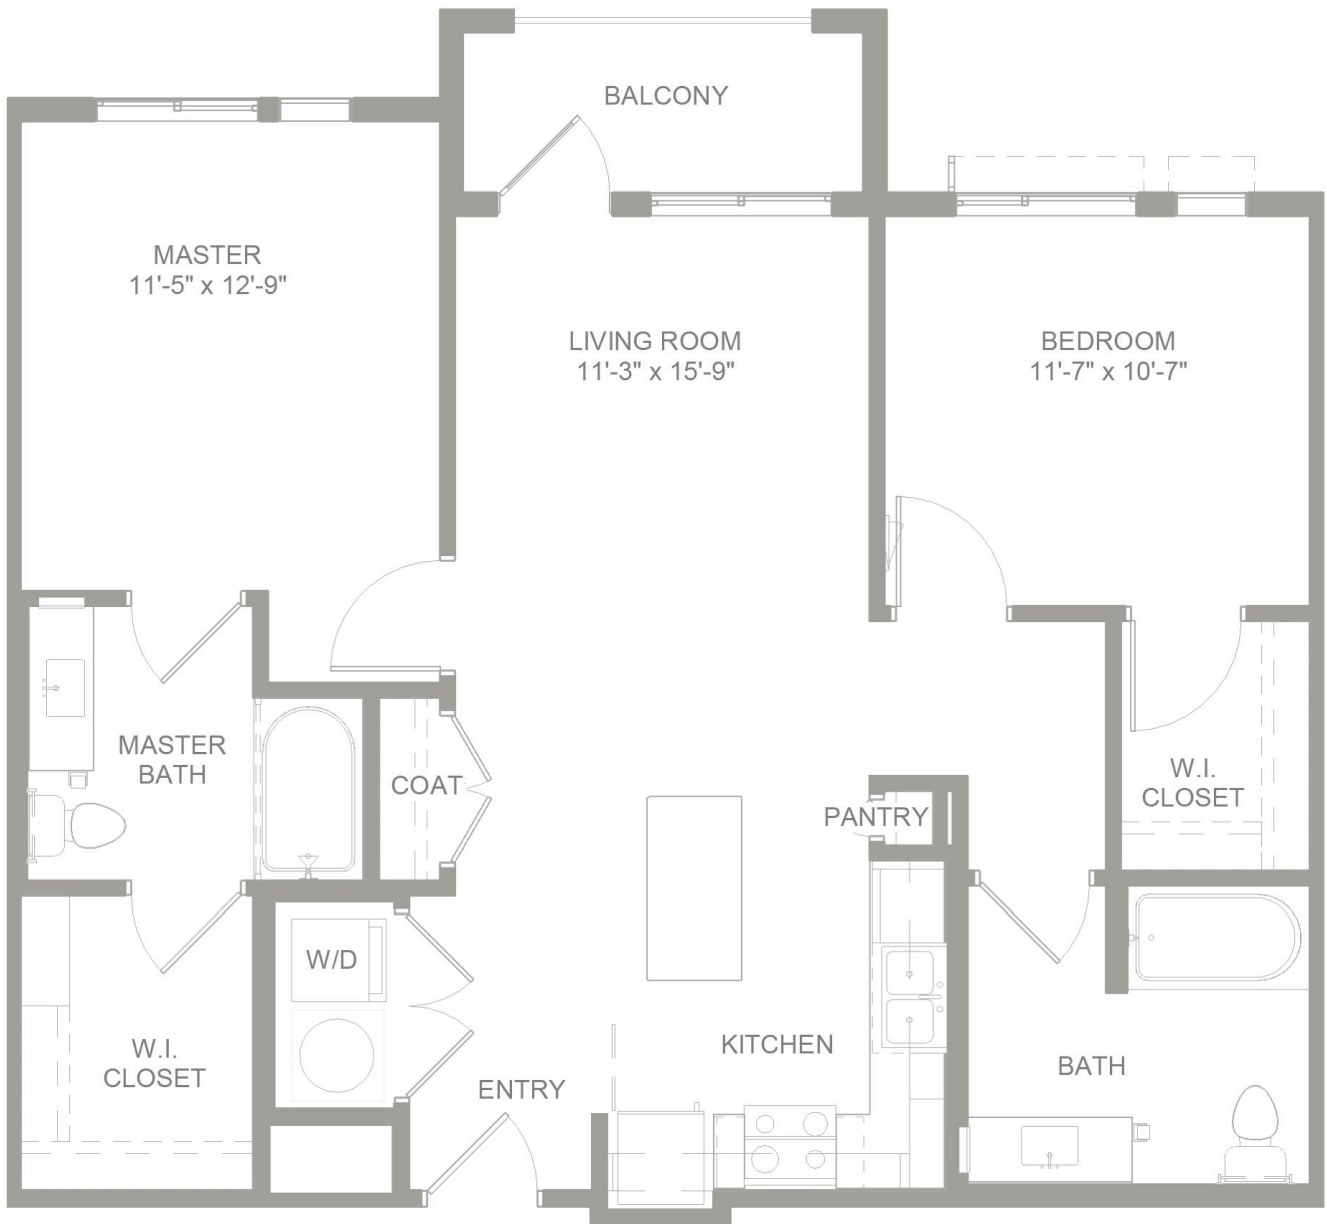 BALCONY
MASTER
11'-5" x 12'-9"
LIVING ROOM
11'-3" x 15'-9"
BEDROOM
11'-7" x 10'-7"
MASTER
BATH
COAT
PANTRY
W.I.
CLOSET
W/D
W.I.
CLOSET
ENTRY
KITCHEN
BATH